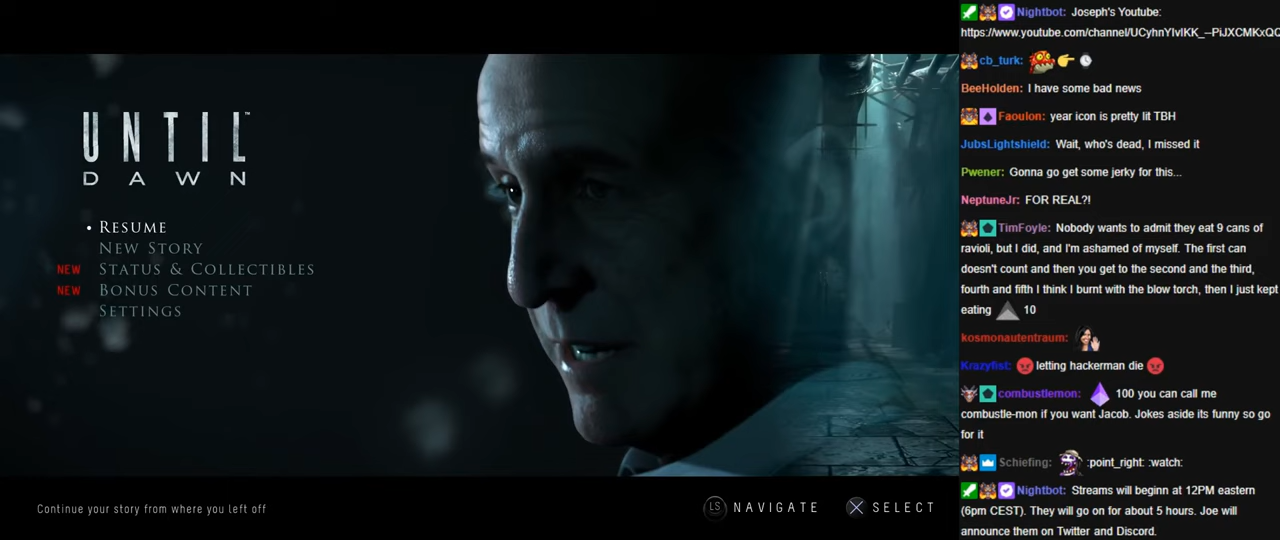 UNTIL™
DAWN
• RESUME
NEW STORY
NEW STATUS & COLLECTIBLES
NEW BONUS CONTENT
SETTINGS
Continue your story from where you left off
LS NAVIGATE
SELECT
Nightbot: Joseph's Youtube:
https://www.youtube.com/channel/UCyhnYIvIKK_--PiJXCMKxQQ
cb_turk:
BeeHolden: I have some bad news
Faoulon: year icon is pretty lit TBH
JubsLightshield: Wait, who's dead, I missed it
Pwener: Gonna go get some jerky for this...
NeptuneJr: FOR REAL?!
TimFoyle: Nobody wants to admit they eat 9 cans of
ravioli, but I did, and I'm ashamed of myself. The first can
doesn't count and then you get to the second and the third,
fourth and fifth I think I burnt with the blow torch, then I just kept
eating 10
kosmonautentraum:
Krazyfist: letting hackerman die
combustlemon: 100 you can call me
combustle-mon if you want Jacob. Jokes aside its funny so go
for it
Schiefing: :point_right: :watch:
Nightbot: Streams will beginn at 12PM eastern
(6pm CEST). They will go on for about 5 hours. Joe will
announce them on Twitter and Discord.